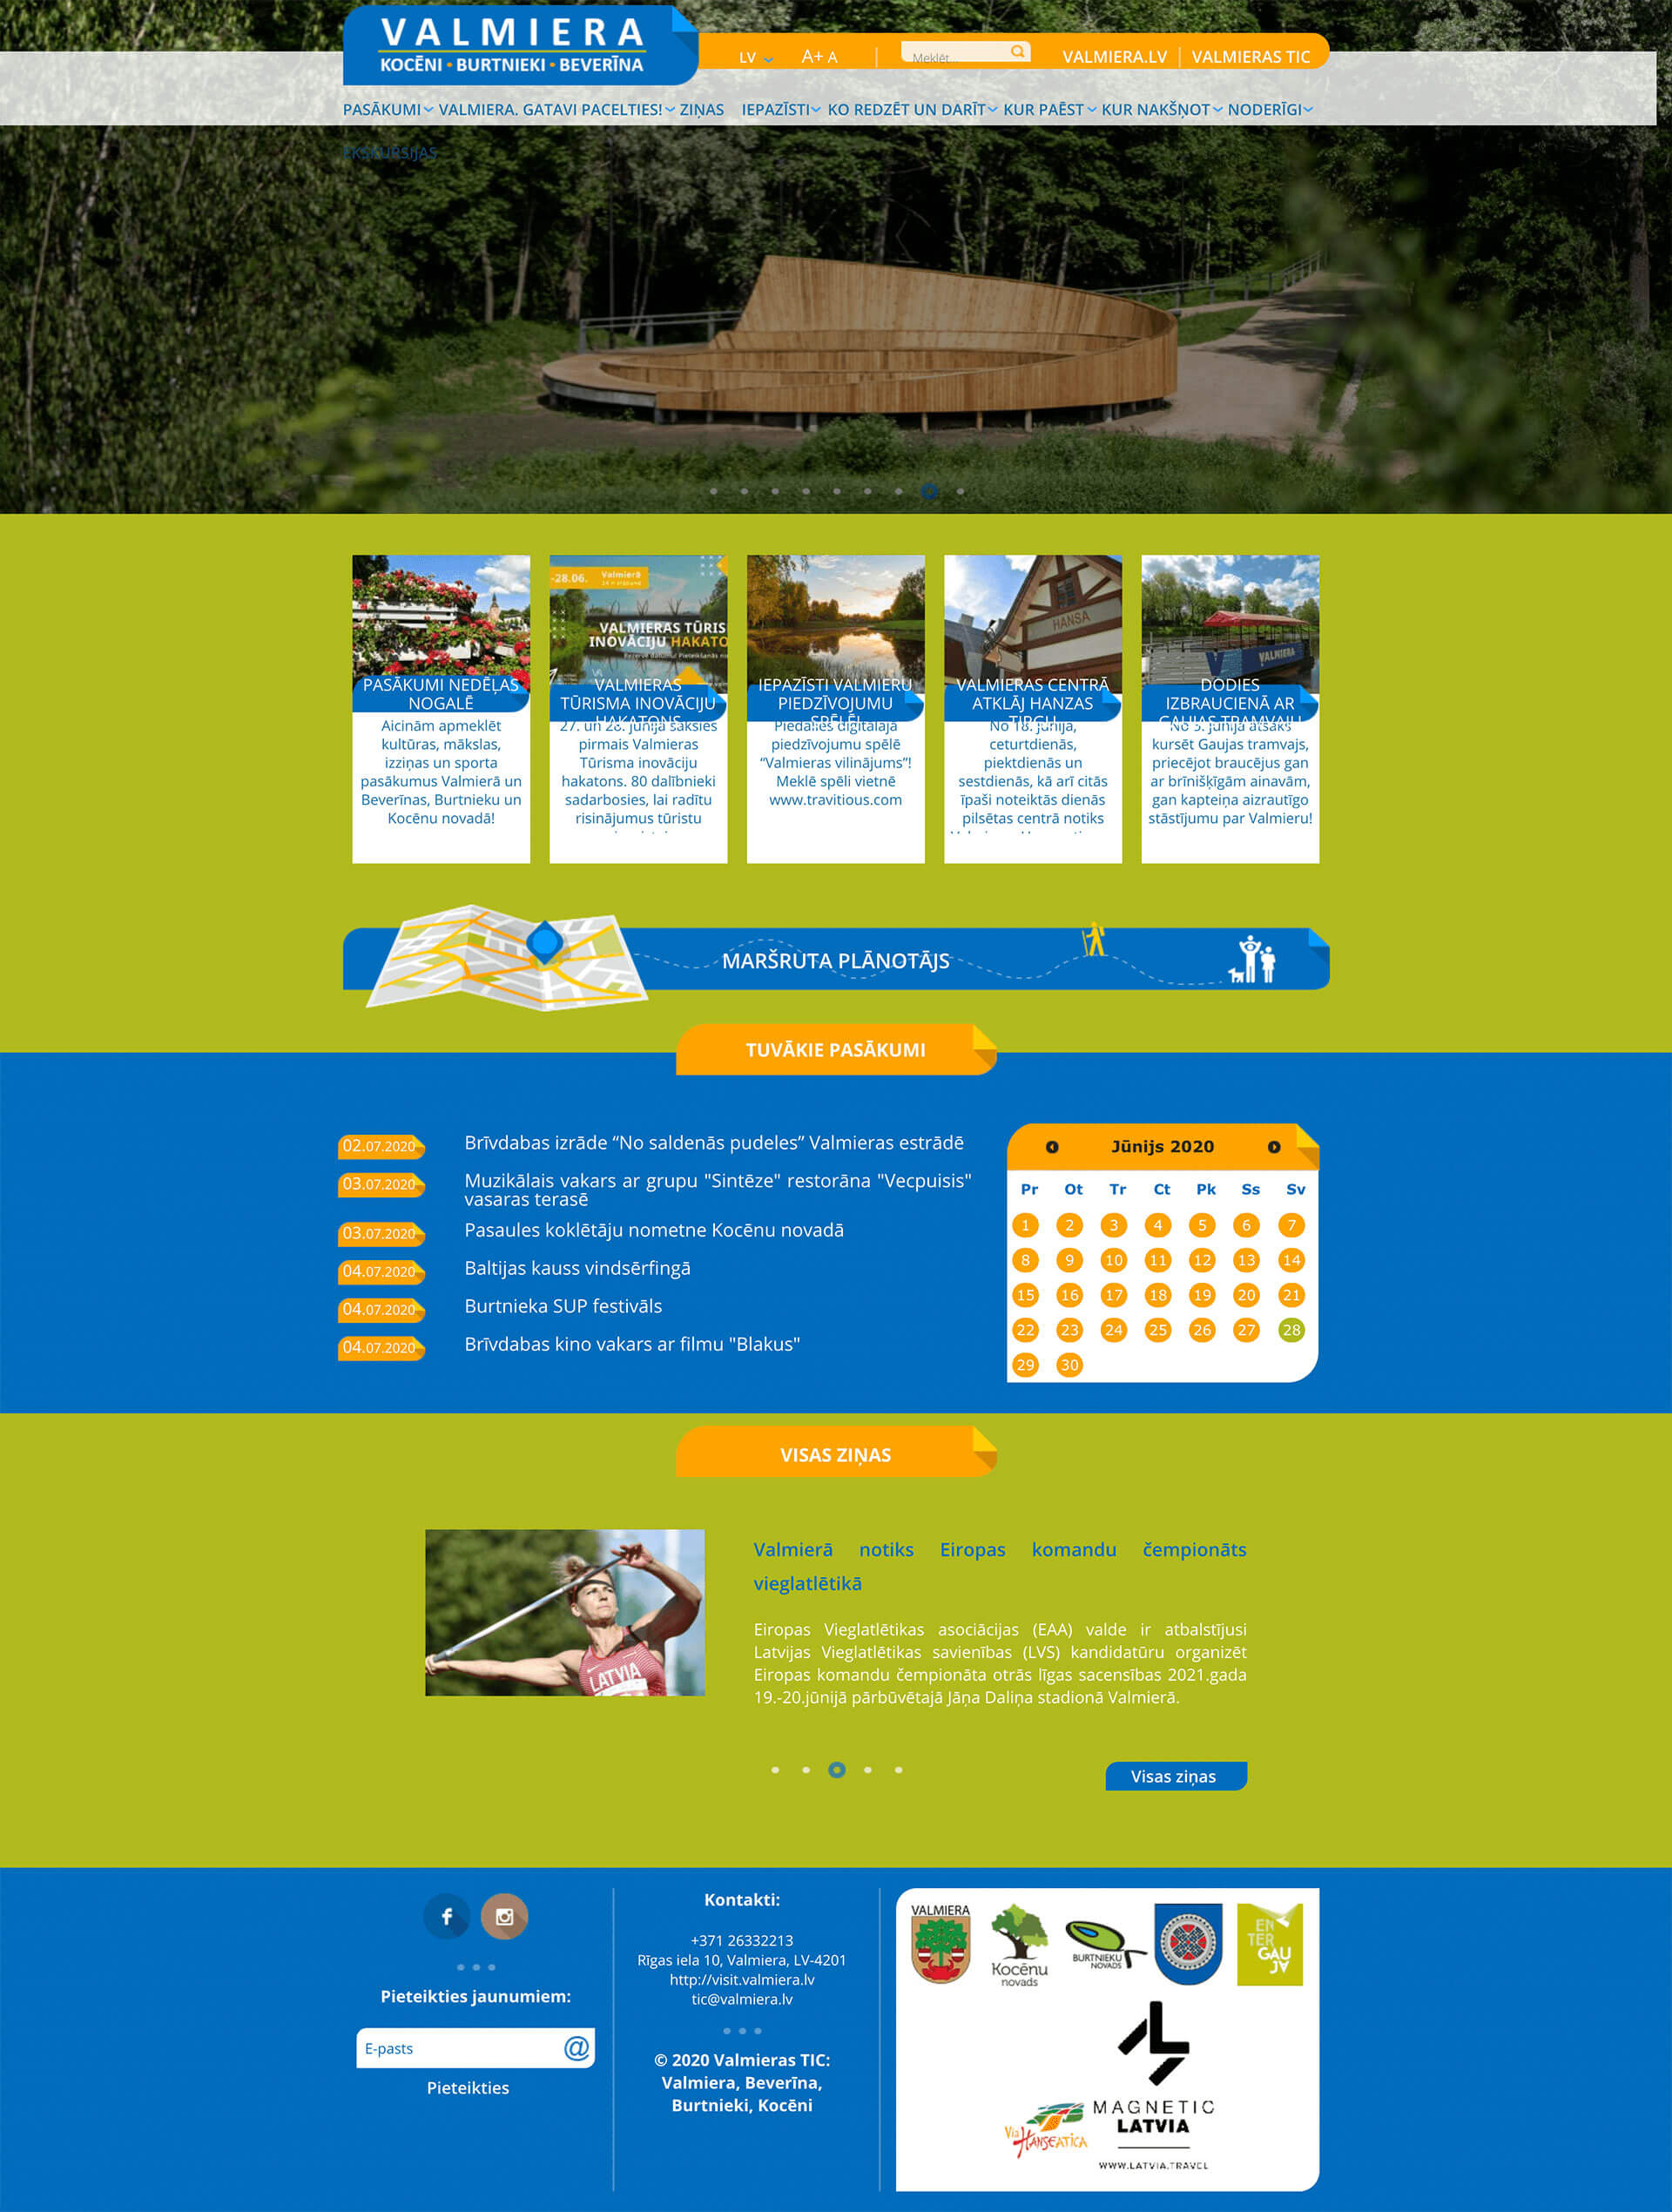 VALMIERA
KOCĒNI • BURTNIEKI • BEVERĪNA
LV A+ A Meklēt... VALMIERA.LV VALMIERAS TIC
PASĀKUMI VALMIERA. GATAVI PACELTIES! ZIŅAS IEPAZĪSTI KO REDZĒT UN DARĪT KUR PAĒST KUR NAKŠŅOT NODERĪGI
EKSKURSIJAS
PASĀKUMI NEDĒĻAS
NOGALĒ
Aicinām apmeklēt
kultūras, mākslas,
izziņas un sporta
pasākumus Valmierā un
Beverīnas, Burtnieku un
Kocēnu novadā!
-28.06. Valmierā
VALMIERAS TŪRIS
INOVĀCIJU HAKATO
VALMIERAS
TŪRISMA INOVĀCIJU
HAKATONS
27. un 28. jūnijā sāksies
pirmais Valmieras
Tūrisma inovāciju
hakatons. 80 dalībnieki
sadarbosies, lai radītu
risinājumus tūristu
IEPAZĪSTI VALMIERU
PIEDZĪVOJUMU
SPĒLĒ!
Piedalies digitālajā
piedzīvojumu spēlē
“Valmieras vilinājums”!
Meklē spēli vietnē
www.travitious.com
HANSA
VALMIERAS CENTRĀ
ATKLĀJ HANZAS
TIRGU
No 18. jūnija,
ceturtdienās,
piektdienās un
sestdienās, kā arī citās
īpaši noteiktās dienās
pilsētas centrā notiks
VALMIERA
DODIES
IZBRAUCIENĀ AR
GAUJAS TRAMVAJU
No 5. jūnija atsāks
kursēt Gaujas tramvajs,
priecējot braucējus gan
ar brīnišķīgām ainavām,
gan kapteiņa aizrautīgo
stāstījumu par Valmieru!
MARŠRUTA PLĀNOTĀJS
TUVĀKIE PASĀKUMI
02.07.2020 Brīvdabas izrāde “No saldenās pudeles” Valmieras estrādē
03.07.2020 Muzikālais vakars ar grupu "Sintēze" restorāna "Vecpuisis"
vasaras terasē
03.07.2020 Pasaules koklētāju nometne Kocēnu novadā
04.07.2020 Baltijas kauss vindsērfingā
04.07.2020 Burtnieka SUP festivāls
04.07.2020 Brīvdabas kino vakars ar filmu "Blakus"
Jūnijs 2020
Pr Ot Tr Ct Pk Ss Sv
1 2 3 4 5 6 7
8 9 10 11 12 13 14
15 16 17 18 19 20 21
22 23 24 25 26 27 28
29 30
VISAS ZIŅAS
LATVIA
Valmierā notiks Eiropas komandu čempionāts
vieglatlētikā
Eiropas Vieglatlētikas asociācijas (EAA) valde ir atbalstījusi
Latvijas Vieglatlētikas savienības (LVS) kandidatūru organizēt
Eiropas komandu čempionāta otrās līgas sacensības 2021.gada
19.-20.jūnijā pārbūvētajā Jāņa Daliņa stadionā Valmierā.
Visas ziņas
Pieteikties jaunumiem:
E-pasts @
Pieteikties
Kontakti:
+371 26332213
Rīgas iela 10, Valmiera, LV-4201
http://visit.valmiera.lv
tic@valmiera.lv
© 2020 Valmieras TIC:
Valmiera, Beverīna,
Burtnieki, Kocēni
VALMIERA
Kocēnu
novads
BURTNIEKU
NOVADS
EN
TER
GAU
JA
Via
HANSEATICA
MAGNETIC
LATVIA
WWW.LATVIA.TRAVEL